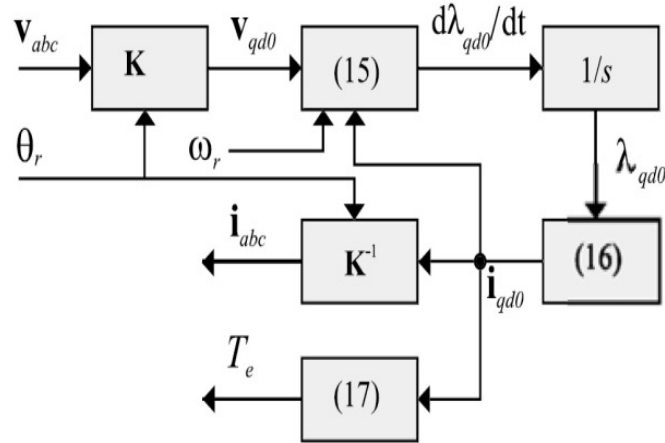 v_abc
K
v_qd0
(15)
dλ_qd0/dt
1/s
θ_r
ω_r
λ_qd0
i_abc
K⁻¹
i_qd0
(16)
T_e
(17)